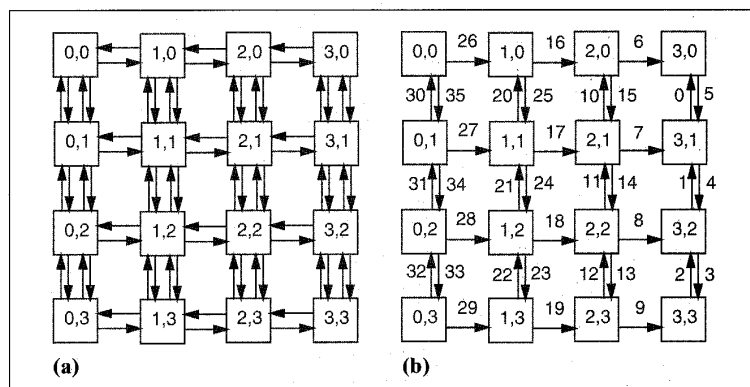 0,0 1,0 2,0 3,0
0,1 1,1 2,1 3,1
0,2 1,2 2,2 3,2
0,3 1,3 2,3 3,3
(a)
0,0 26 1,0 16 2,0 6 3,0
30 35 20 25 10 15 0 5
0,1 27 1,1 17 2,1 7 3,1
31 34 21 24 11 14 1 4
0,2 28 1,2 18 2,2 8 3,2
32 33 22 23 12 13 2 3
0,3 29 1,3 19 2,3 9 3,3
(b)